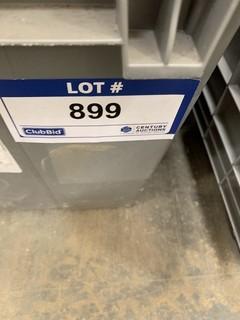 LOT #
899
ClubBid
CENTURY
AUCTIONS